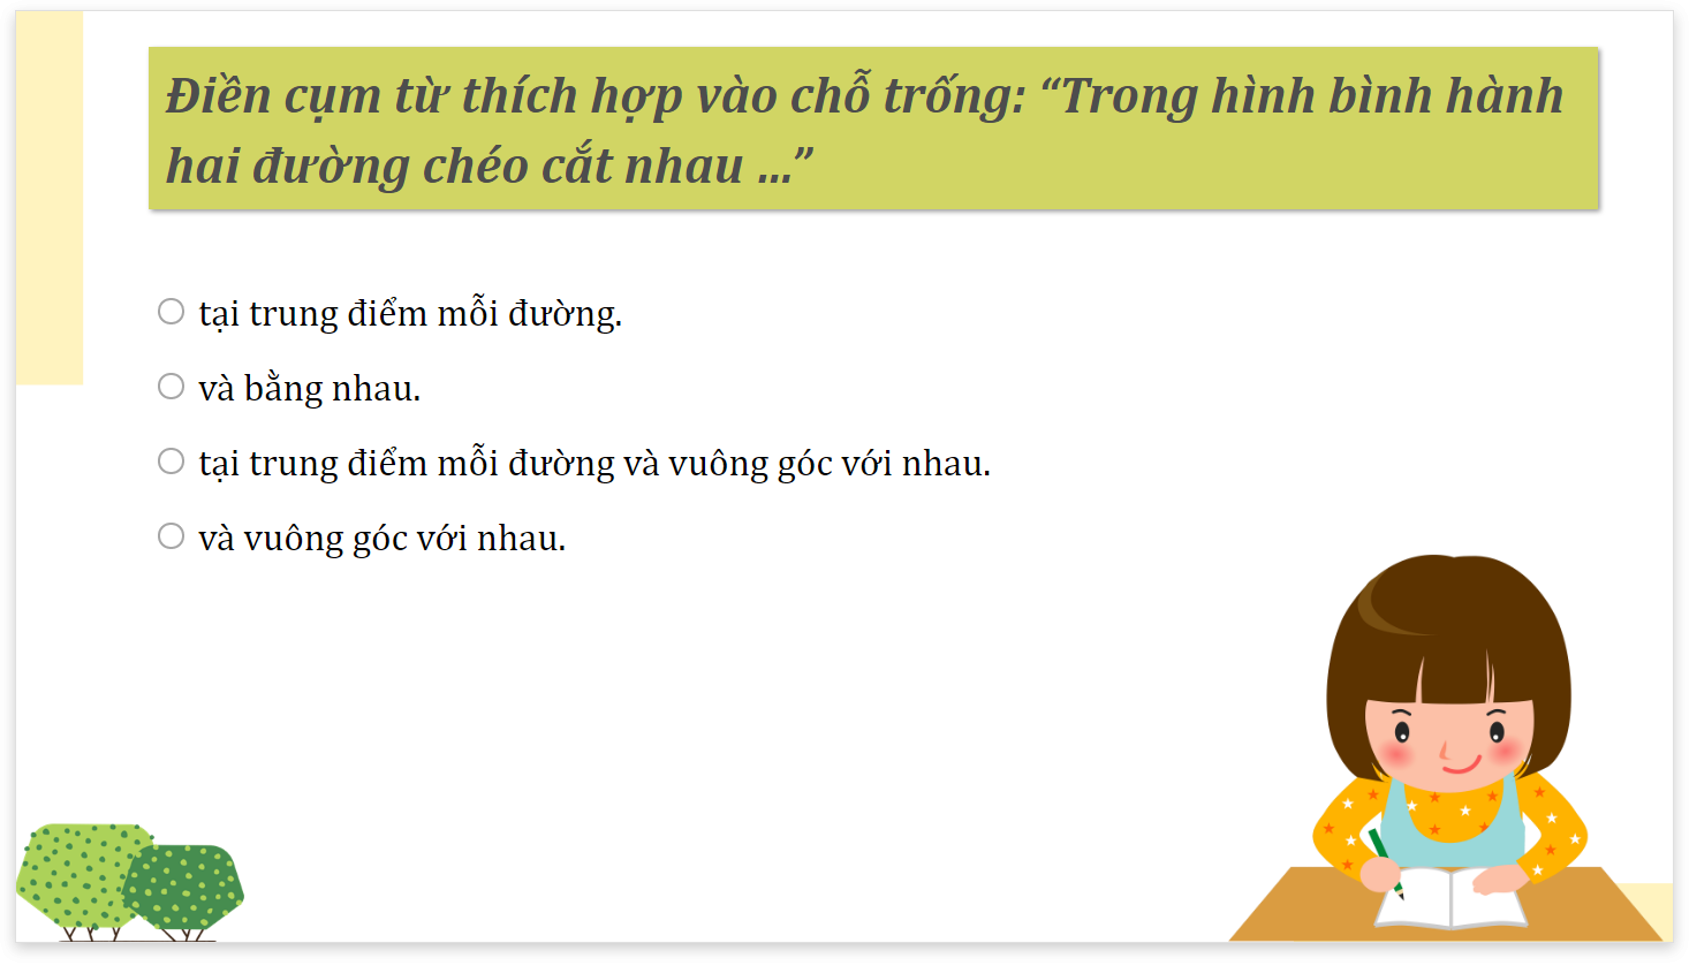 Điền cụm từ thích hợp vào chỗ trống: “Trong hình bình hành
hai đường chéo cắt nhau ...”
tại trung điểm mỗi đường.
và bằng nhau.
tại trung điểm mỗi đường và vuông góc với nhau.
và vuông góc với nhau.